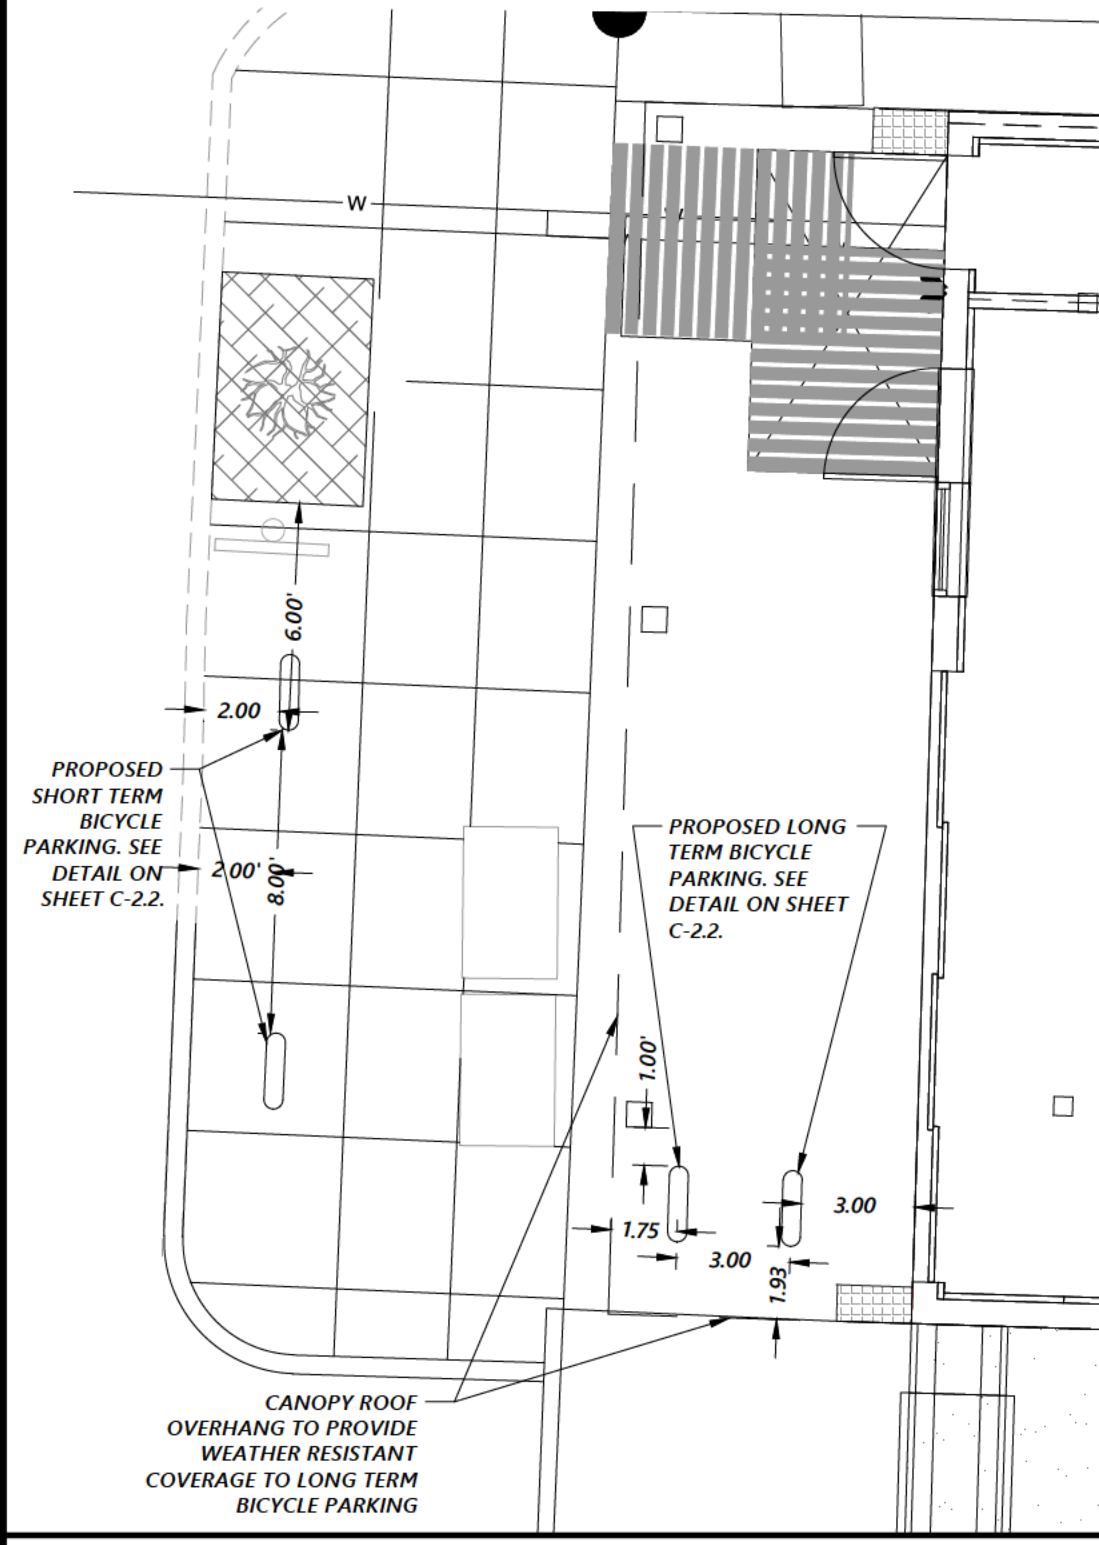 W
6.00'
2.00
PROPOSED
SHORT TERM
BICYCLE
PARKING. SEE
DETAIL ON
SHEET C-2.2.
2.00'
8.00'
PROPOSED LONG
TERM BICYCLE
PARKING. SEE
DETAIL ON SHEET
C-2.2.
1.00'
1.75
3.00
3.00
1.93
CANOPY ROOF
OVERHANG TO PROVIDE
WEATHER RESISTANT
COVERAGE TO LONG TERM
BICYCLE PARKING